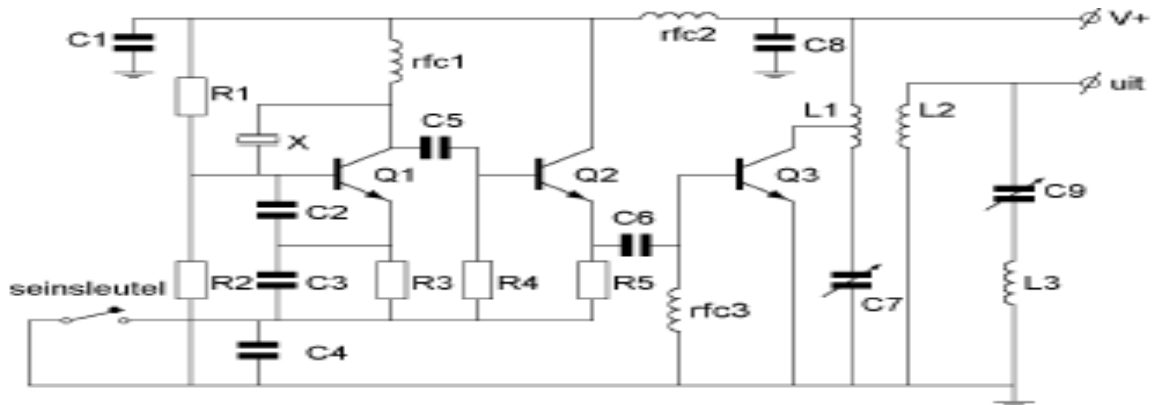 V+
rfc2
C1
C8
rfc1
uit
R1
C5
L1
L2
X
Q1
Q2
Q3
C9
C2
C6
R2
C3
R3
R4
R5
L3
seinsleutel
rfc3
C7
C4